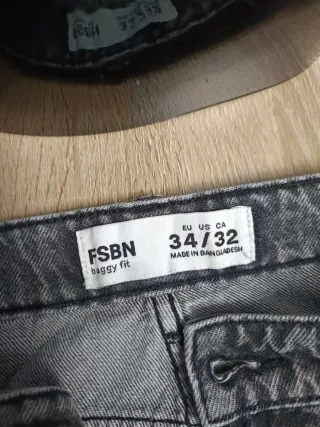 FSBN
baggy fit
EU US CA
34/32
MADE IN BANGLADESH